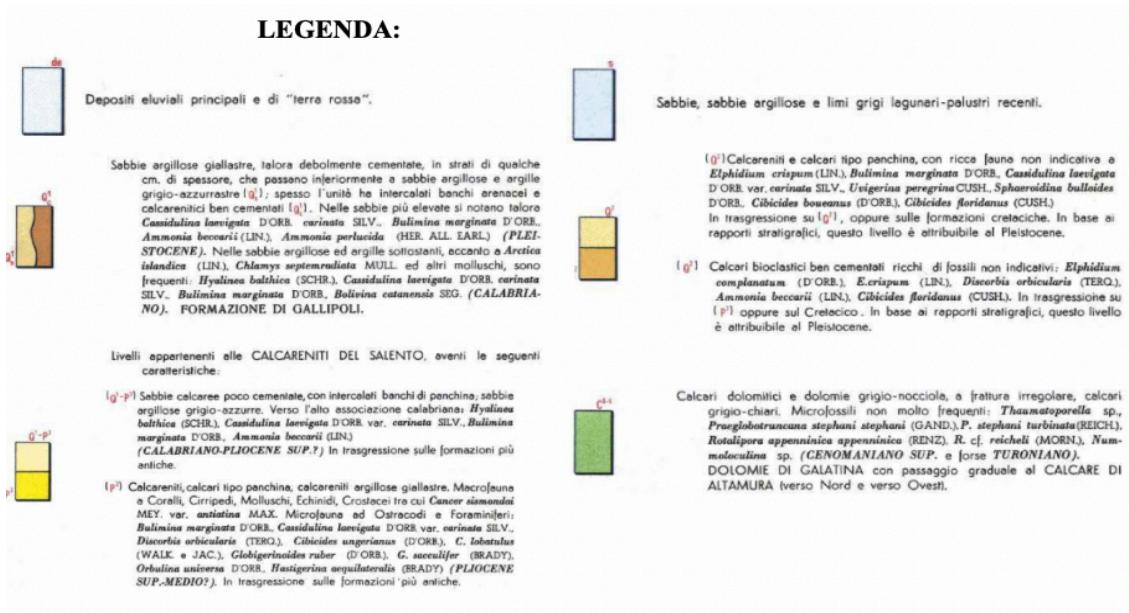 LEGENDA:
de
Depositi eluviali principali e di "terra rossa".
Sabbie argillose giallastre, talora debolmente cementate, in strati di qualche
cm. di spessore, che passano inferiormente a sabbie argillose e argille
grigio-azzurrastre
spesso l'unità ha intercalati banchi arenacei e
calcarenitici ben cementati
Nelle sabbie più elevate si notano talora
Cassidulina laevigata D'ORB. carinata SILV., Bulimina marginata D'ORB.,
Ammonia beccarii (LIN.), Ammonia perlucida (HER. ALL. EARL.) (PLEI-
STOCENE). Nelle sabbie argillose ed argille sottostanti, accanto a Arctica
islandica (LIN.), Chlamys septemradiata MULL. ed altri molluschi, sono
frequenti: Hyalinea balthica (SCHR.), Cassidulina laevigata D'ORB. carinata
SILV., Bulimina marginata D'ORB., Bolivina catanensis SEG. (CALABRIA-
NO). FORMAZIONE DI GALLIPOLI.
Livelli appartenenti alle CALCARENITI DEL SALENTO, aventi le seguenti
caratteristiche:
Q¹-P³
(Q¹-P³) Sabbie calcaree poco cementate, con intercalati banchi di panchina; sabbie
argillose grigio-azzurre. Verso l'alto associazione calabriana: Hyalinea
balthica (SCHR.), Cassidulina laevigata D'ORB. var. carinata SILV., Bulimina
marginata D'ORB., Ammonia beccarii (LIN.)
(CALABRIANO-PLIOCENE SUP.?) In trasgressione sulle formazioni più
antiche.
(P³) Calcareniti, calcari tipo panchina, calcareniti argillose giallastre. Macrofauna
a Coralli, Cirripedi, Molluschi, Echinidi, Crostacei tra cui Cancer sismondai
MEY. var. antiatina MAX. Microfauna ad Ostracodi e Foraminiferi:
Bulimina marginata D'ORB., Cassidulina laevigata D'ORB. var. carinata SILV.,
Discorbis orbicularis (TERQ.), Cibicides ungerianus (D'ORB.), C. lobatulus
(WALK. e JAC.), Globigerinoides ruber (D'ORB.), G. sacculifer (BRADY),
Orbulina universa D'ORB., Hastigerina aequilateralis (BRADY) (PLIOCENE
SUP.-MEDIO?). In trasgressione sulle formazioni più antiche.
s
Sabbie, sabbie argillose e limi grigi lagunari-palustri recenti.
Q²
(Q²) Calcareniti e calcari tipo panchina, con ricca fauna non indicativa a
Elphidium crispum (LIN.), Bulimina marginata D'ORB., Cassidulina laevigata
D'ORB. var. carinata SILV., Uvigerina peregrina CUSH., Sphaeroidina bulloides
D'ORB., Cibicides boueanus (D'ORB.), Cibicides floridanus (CUSH.)
In trasgressione su
oppure sulle formazioni cretaciche. In base ai
rapporti stratigrafici, questo livello è attribuibile al Pleistocene.
Calcari bioclastici ben cementati ricchi di fossili non indicativi: Elphidium
complanatum (D'ORB.), E. crispum (LIN.), Discorbis orbicularis (TERQ.),
Ammonia beccarii (LIN.), Cibicides floridanus (CUSH.). In trasgressione su
(P³) oppure sul Cretacico. In base ai rapporti stratigrafici, questo livello
è attribuibile al Pleistocene.
Calcari dolomitici e dolomie grigio-nocciola, a frattura irregolare, calcari
grigio-chiari. Microfossili non molto frequenti: Thaumatoporella sp.,
Praeglobotruncana stephani stephani (GAND.), P. stephani turbinata (REICH.),
Rotalipora appenninica appenninica (RENZ), R. cf. reicheli (MORN.), Num-
moloculina sp. (CENOMANIANO SUP. e forse TURONIANO).
DOLOMIE DI GALATINA con passaggio graduale al CALCARE DI
ALTAMURA (verso Nord e verso Ovest).